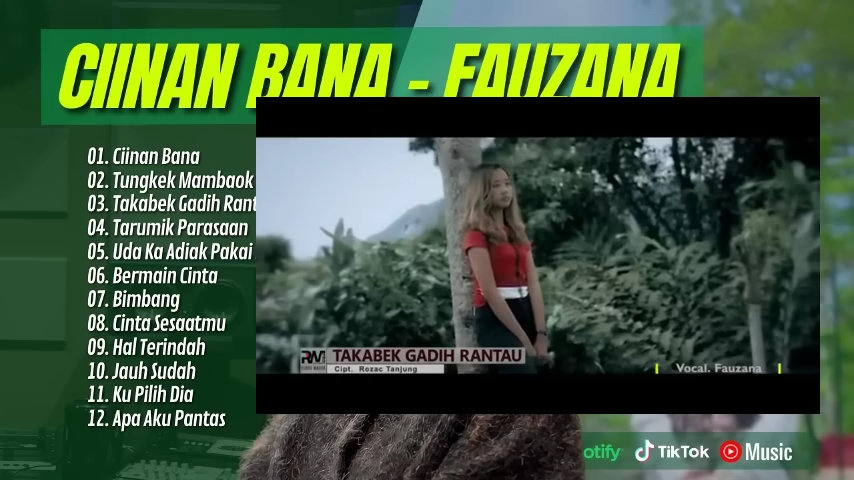 CIINAN BANA - FAUZANA
01. Ciinan Bana
02. Tungkek Mambaok
03. Takabek Gadih Rant
04. Tarumik Parasaan
05. Uda Ka Adiak Pakai
06. Bermain Cinta
07. Bimbang
08. Cinta Sesaatmu
09. Hal Terindah
10. Jauh Sudah
11. Ku Pilih Dia
12. Apa Aku Pantas
TAKABEK GADIH RANTAU
Cipt. Rozac Tanjung
Vocal. Fauzana
otify TikTok Music